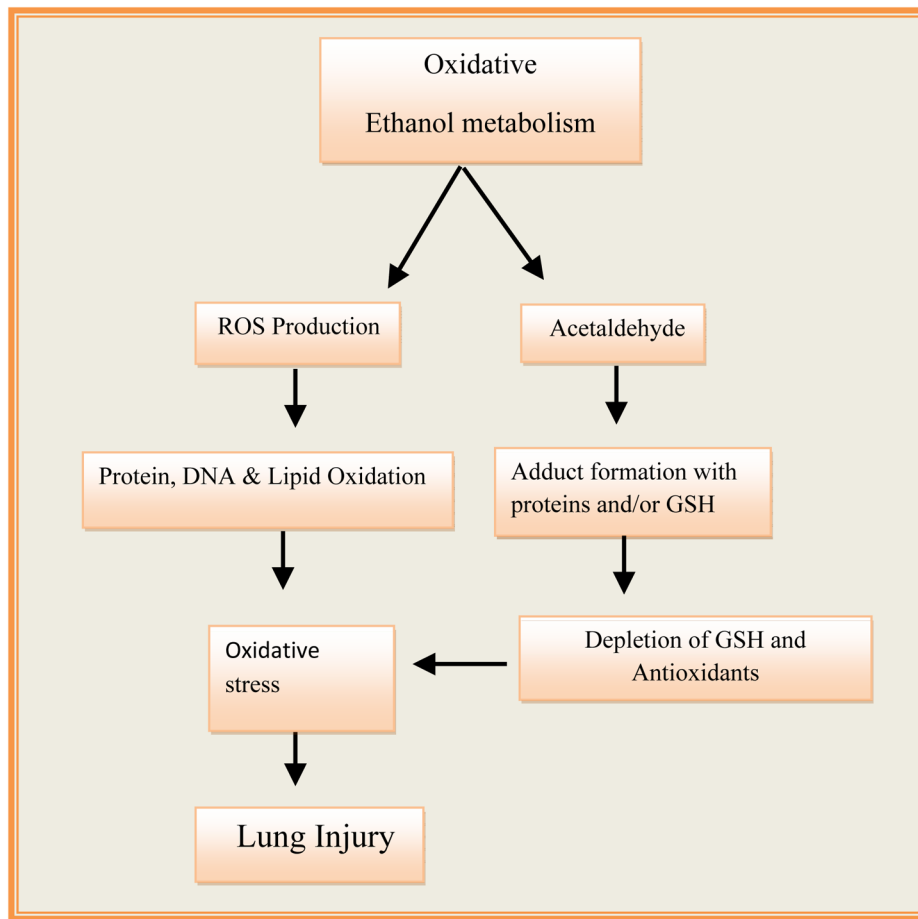 Oxidative
Ethanol metabolism
ROS Production
Acetaldehyde
Protein, DNA & Lipid Oxidation
Adduct formation with
proteins and/or GSH
Oxidative
stress
Depletion of GSH and
Antioxidants
Lung Injury